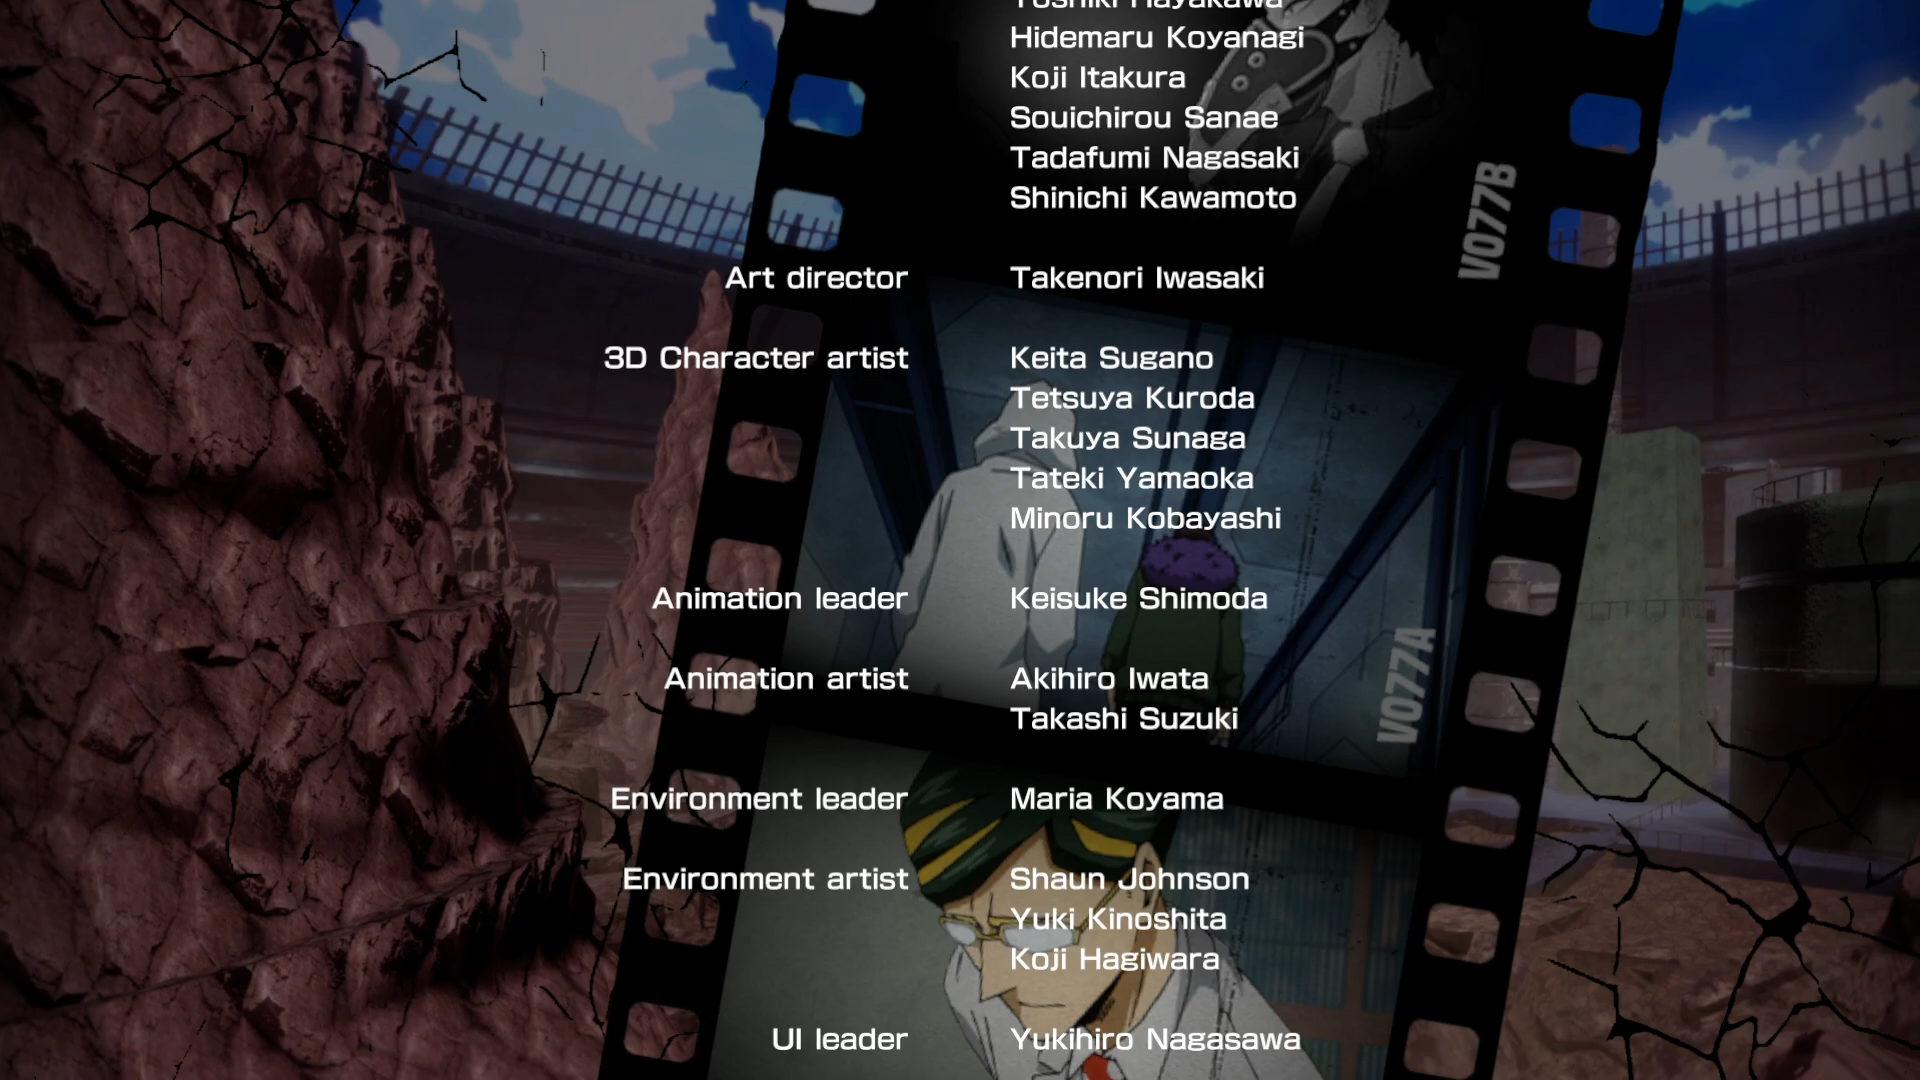 Yoshiki Hayakawa
Hidemaru Koyanagi
Koji Itakura
Souichirou Sanae
Tadafumi Nagasaki
Shinichi Kawamoto
V077B
Art director Takenori Iwasaki
3D Character artist Keita Sugano
Tetsuya Kuroda
Takuya Sunaga
Tateki Yamaoka
Minoru Kobayashi
Animation leader Keisuke Shimoda
Animation artist Akihiro Iwata
Takashi Suzuki
V077A
Environment leader Maria Koyama
Environment artist Shaun Johnson
Yuki Kinoshita
Koji Hagiwara
UI leader Yukihiro Nagasawa